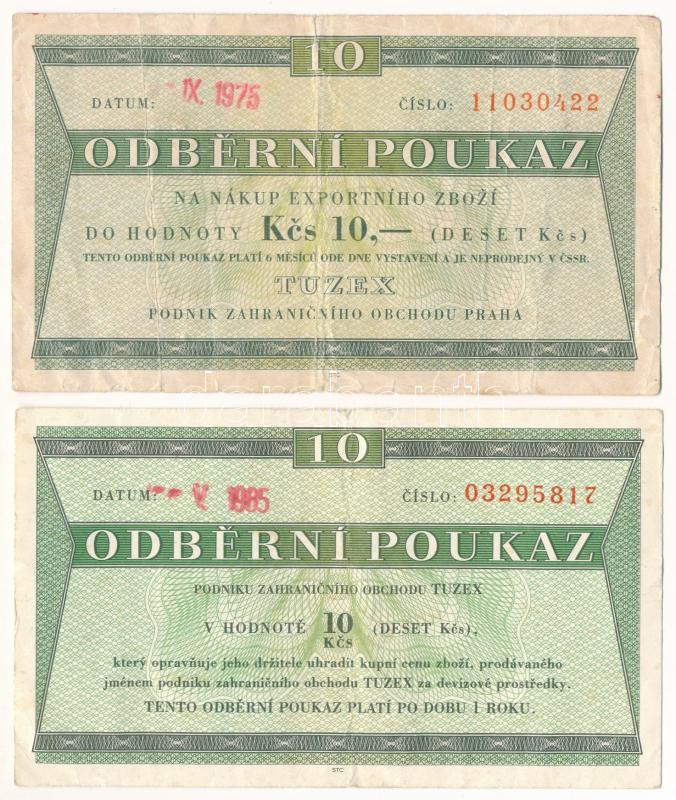 10
DATUM: IX. 1975 ČÍSLO: 11030422
ODBĚRNÍ POUKAZ
NA NÁKUP EXPORTNÍHO ZBOŽÍ
DO HODNOTY Kčs 10,— (DESET Kčs)
TENTO ODBĚRNÍ POUKAZ PLATÍ 6 MĚSÍCŮ ODE DNE VYSTAVENÍ A JE NEPRODEJNÝ V ČSSR.
TUZEX
PODNIK ZAHRANIČNÍHO OBCHODU PRAHA
STC
darabanth
10
DATUM: V 1985 ČÍSLO: 03295817
ODBĚRNÍ POUKAZ
PODNIKU ZAHRANIČNÍHO OBCHODU TUZEX
V HODNOTĚ 10 Kčs (DESET Kčs),
který opravňuje jeho držitele uhradit kupní cenu zboží, prodávaného
jménem podniku zahraničního obchodu TUZEX za devizové prostředky.
TENTO ODBĚRNÍ POUKAZ PLATÍ PO DOBU 1 ROKU.
STC